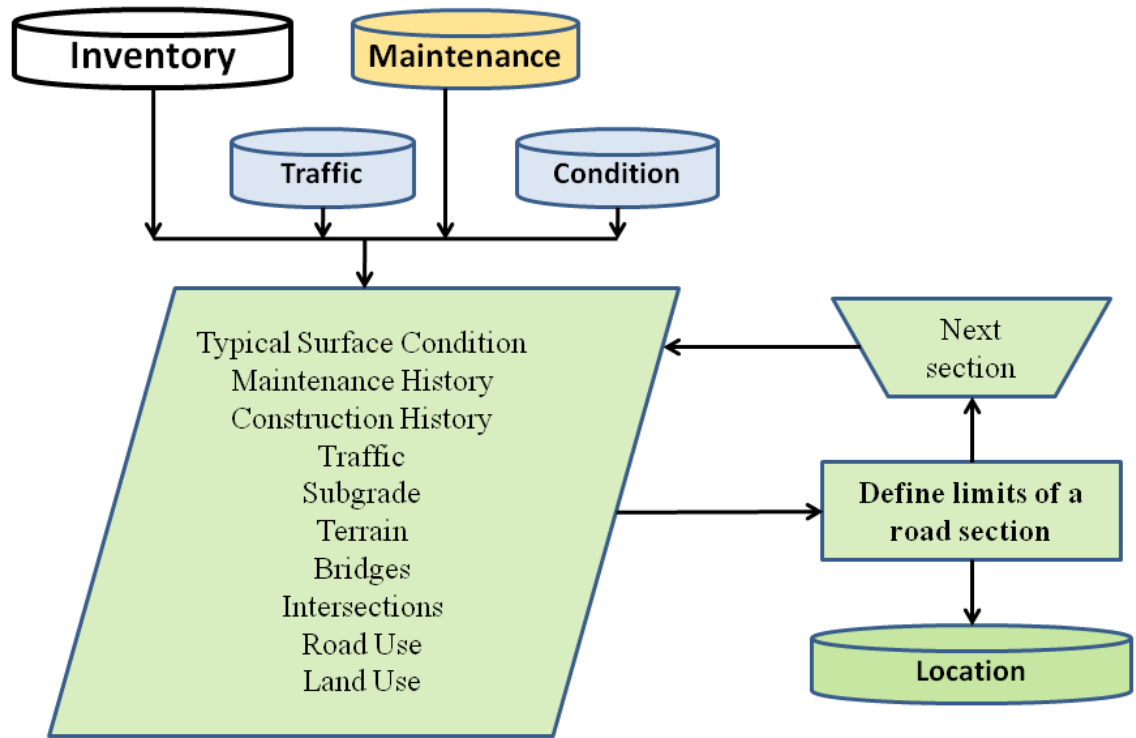 Inventory
Maintenance
Traffic
Condition
Typical Surface Condition
Maintenance History
Construction History
Traffic
Subgrade
Terrain
Bridges
Intersections
Road Use
Land Use
Next
section
Define limits of a
road section
Location